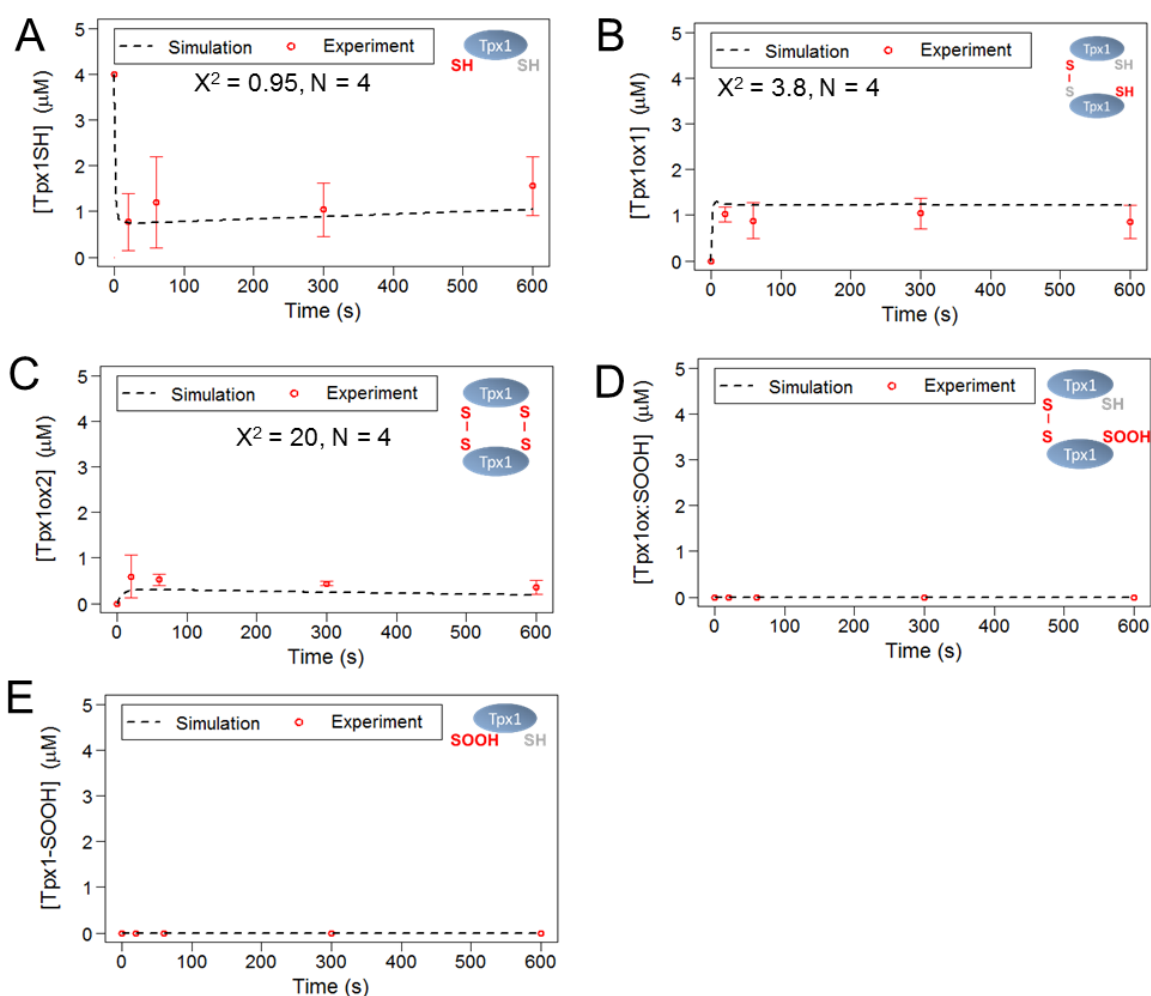 A
--- Simulation Experiment
Tpx1
SH SH
X² = 0.95, N = 4
[Tpx1SH] (µM)
5
4
3
2
1
0
0 100 200 300 400 500 600
Time (s)
B
--- Simulation Experiment
Tpx1
S SH
S SH
Tpx1
X² = 3.8, N = 4
[Tpx1ox1] (µM)
5
4
3
2
1
0
0 100 200 300 400 500 600
Time (s)
C
--- Simulation Experiment
Tpx1
S S
S S
Tpx1
X² = 20, N = 4
[Tpx1ox2] (µM)
5
4
3
2
1
0
0 100 200 300 400 500 600
Time (s)
D
--- Simulation Experiment
Tpx1
S SH
S SOOH
Tpx1
[Tpx1ox:SOOH] (µM)
5
4
3
2
1
0
0 100 200 300 400 500 600
Time (s)
E
--- Simulation Experiment
Tpx1
SOOH SH
[Tpx1-SOOH] (µM)
5
4
3
2
1
0
0 100 200 300 400 500 600
Time (s)